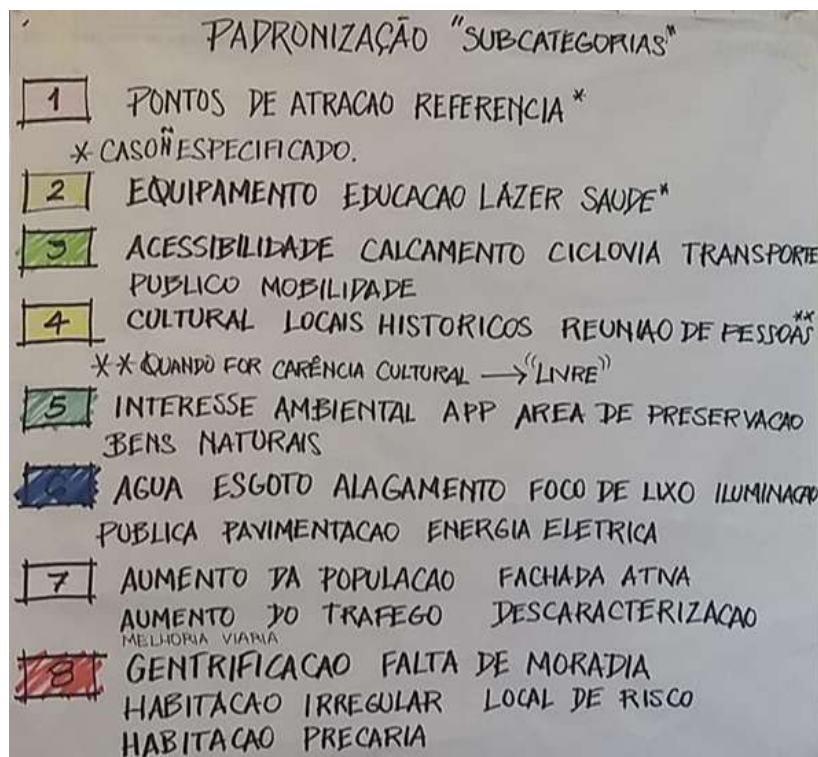 PADRONIZAÇÃO "SUBCATEGORIAS"
1 PONTOS DE ATRACAO REFERENCIA*
* CASO Ñ ESPECIFICADO.
2 EQUIPAMENTO EDUCACAO LAZER SAUDE*
3 ACESSIBILIDADE CALCAMENTO CICLOVIA TRANSPORTE
PUBLICO MOBILIDADE
4 CULTURAL LOCAIS HISTORICOS REUNIAO DE PESSOAS**
** QUANDO FOR CARÊNCIA CULTURAL → "LIVRE"
5 INTERESSE AMBIENTAL APP AREA DE PRESERVACAO
BENS NATURAIS
6 AGUA ESGOTO ALAGAMENTO FOCO DE LIXO ILUMINACAO
PUBLICA PAVIMENTACAO ENERGIA ELETRICA
7 AUMENTO DA POPULACAO FACHADA ATIVA
AUMENTO DO TRAFEGO DESCARACTERIZACAO
MELHORIA VIARIA
8 GENTRIFICACAO FALTA DE MORADIA
HABITACAO IRREGULAR LOCAL DE RISCO
HABITACAO PRECARIA